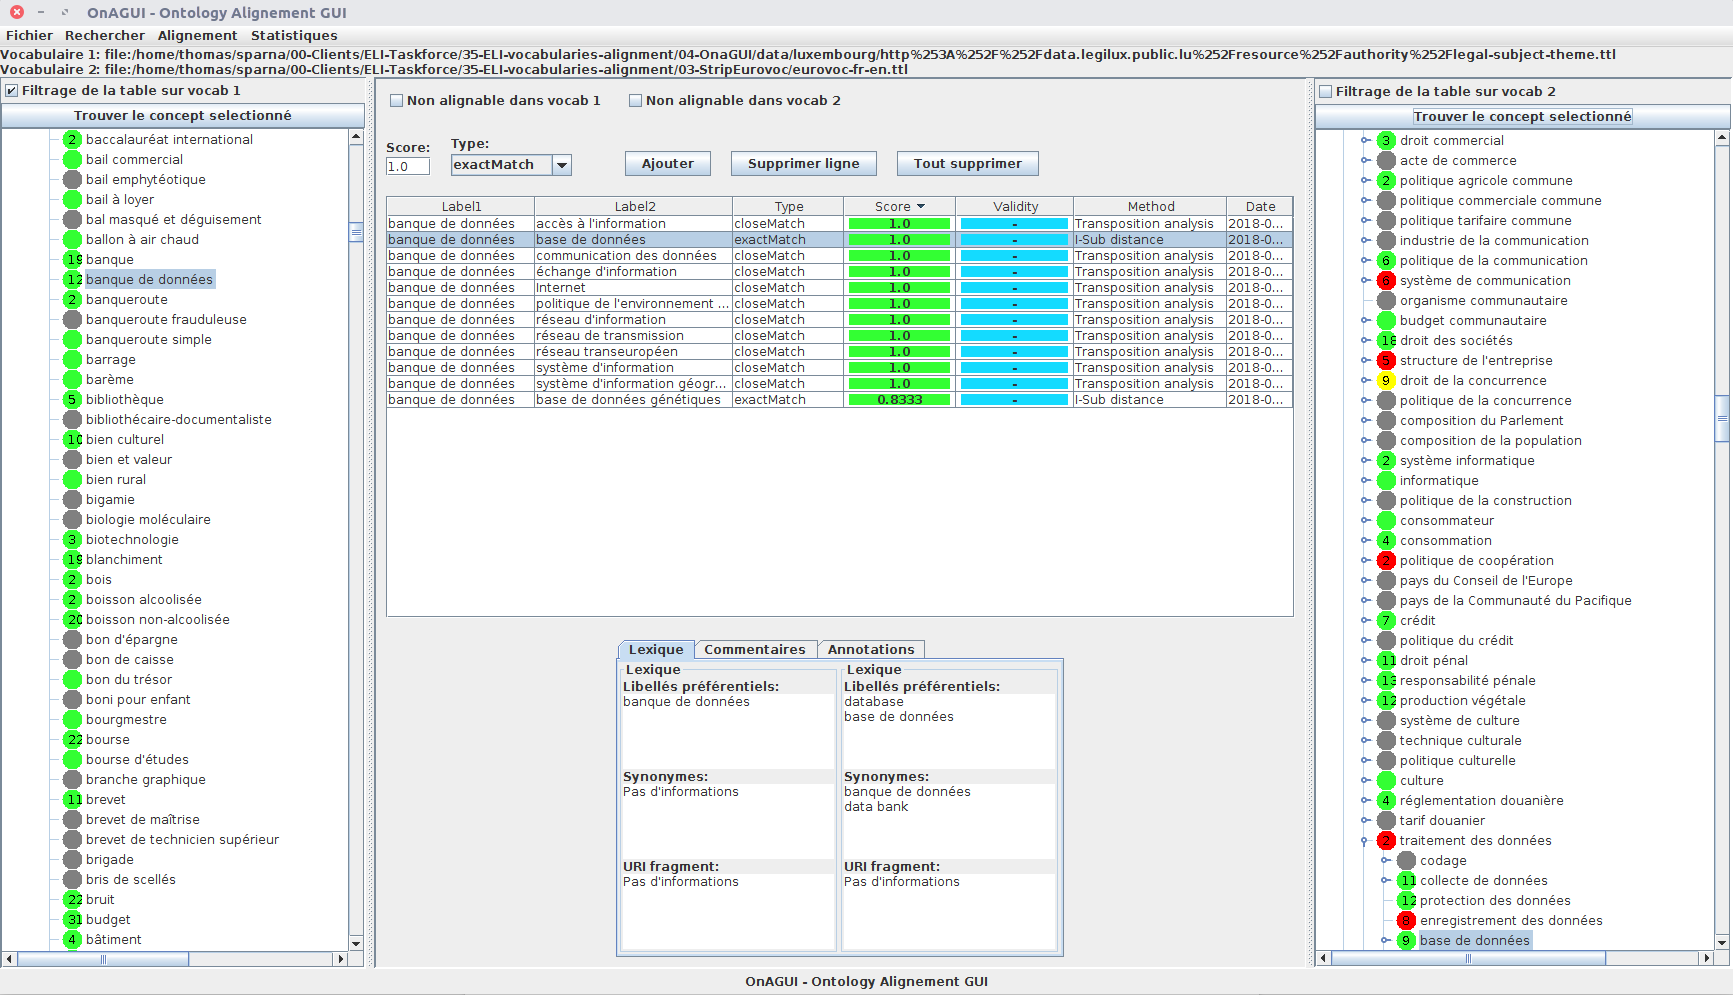 OnAGUI - Ontology Alignement GUI
Fichier Rechercher Alignement Statistiques
Vocabulaire 1: file:/home/thomas/sparna/00-Clients/ELI-Taskforce/35-ELI-vocabularies-alignment/04-OnaGUI/data/luxembourg/http%253A%252F%252Fdata.legilux.public.lu%252Fresource%252Fauthority%252Flegal-subject-theme.ttl
Vocabulaire 2: file:/home/thomas/sparna/00-Clients/ELI-Taskforce/35-ELI-vocabularies-alignment/03-StripEurovoc/eurovoc-fr-en.ttl
Filtrage de la table sur vocab 1
Trouver le concept selectionné
2 baccalauréat international
bail commercial
bail emphytéotique
bail à loyer
bal masqué et déguisement
ballon à air chaud
19 banque
12 banque de données
2 banqueroute
banqueroute frauduleuse
banqueroute simple
barrage
barème
5 bibliothèque
bibliothécaire-documentaliste
10 bien culturel
bien et valeur
bien rural
bigamie
biologie moléculaire
3 biotechnologie
19 blanchiment
2 bois
2 boisson alcoolisée
20 boisson non-alcoolisée
bon d'épargne
bon de caisse
bon du trésor
boni pour enfant
bourgmestre
22 bourse
bourse d'études
branche graphique
11 brevet
brevet de maîtrise
brevet de technicien supérieur
brigade
bris de scellés
22 bruit
31 budget
4 bâtiment
Non alignable dans vocab 1 Non alignable dans vocab 2
Score: Type:
1.0 exactMatch Ajouter Supprimer ligne Tout supprimer
Label1 Label2 Type Score Validity Method Date
banque de données accès à l'information closeMatch 1.0 - Transposition analysis 2018-0...
banque de données base de données exactMatch 1.0 - I-Sub distance 2018-0...
banque de données communication des données closeMatch 1.0 - Transposition analysis 2018-0...
banque de données échange d'information closeMatch 1.0 - Transposition analysis 2018-0...
banque de données Internet closeMatch 1.0 - Transposition analysis 2018-0...
banque de données politique de l'environnement ... closeMatch 1.0 - Transposition analysis 2018-0...
banque de données réseau d'information closeMatch 1.0 - Transposition analysis 2018-0...
banque de données réseau de transmission closeMatch 1.0 - Transposition analysis 2018-0...
banque de données réseau transeuropéen closeMatch 1.0 - Transposition analysis 2018-0...
banque de données système d'information closeMatch 1.0 - Transposition analysis 2018-0...
banque de données système d'information géogr... closeMatch 1.0 - Transposition analysis 2018-0...
banque de données base de données génétiques exactMatch 0.8333 - I-Sub distance 2018-0...
Lexique Commentaires Annotations
Lexique
Libellés préférentiels:
banque de données
Synonymes:
Pas d'informations
URI fragment:
Pas d'informations
Lexique
Libellés préférentiels:
database
base de données
Synonymes:
banque de données
data bank
URI fragment:
Pas d'informations
Filtrage de la table sur vocab 2
Trouver le concept selectionné
3 droit commercial
acte de commerce
2 politique agricole commune
politique commerciale commune
politique tarifaire commune
industrie de la communication
6 politique de la communication
6 système de communication
organisme communautaire
budget communautaire
18 droit des sociétés
5 structure de l'entreprise
9 droit de la concurrence
politique de la concurrence
composition du Parlement
composition de la population
2 système informatique
informatique
politique de la construction
consommateur
4 consommation
2 politique de coopération
pays du Conseil de l'Europe
pays de la Communauté du Pacifique
7 crédit
politique du crédit
11 droit pénal
13 responsabilité pénale
12 production végétale
système de culture
technique culturale
politique culturelle
culture
4 réglementation douanière
tarif douanier
2 traitement des données
codage
11 collecte de données
12 protection des données
8 enregistrement des données
9 base de données
OnAGUI - Ontology Alignement GUI